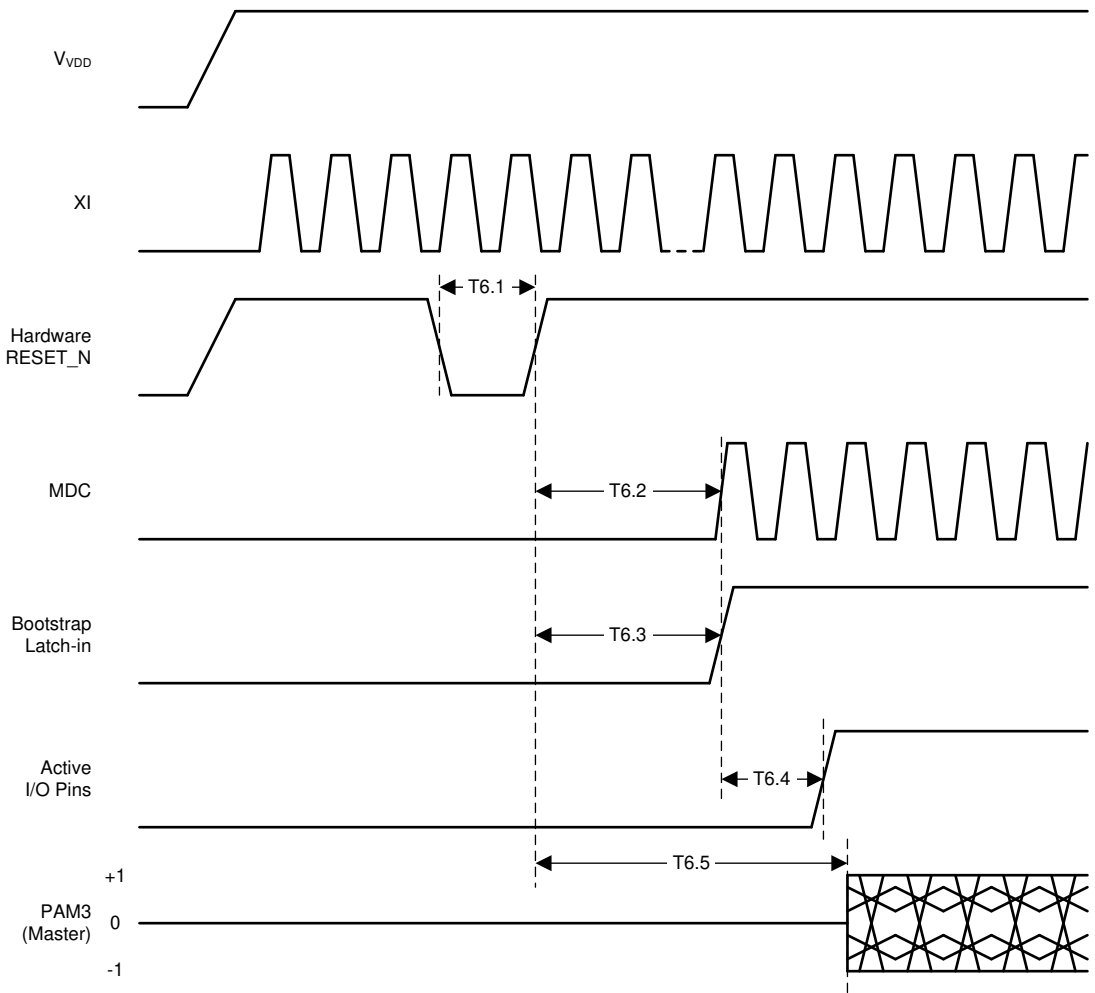 VVDD
XI
T6.1
Hardware
RESET_N
MDC
T6.2
Bootstrap
Latch-in
T6.3
Active
I/O Pins
T6.4
T6.5
+1
PAM3
(Master)
0
-1